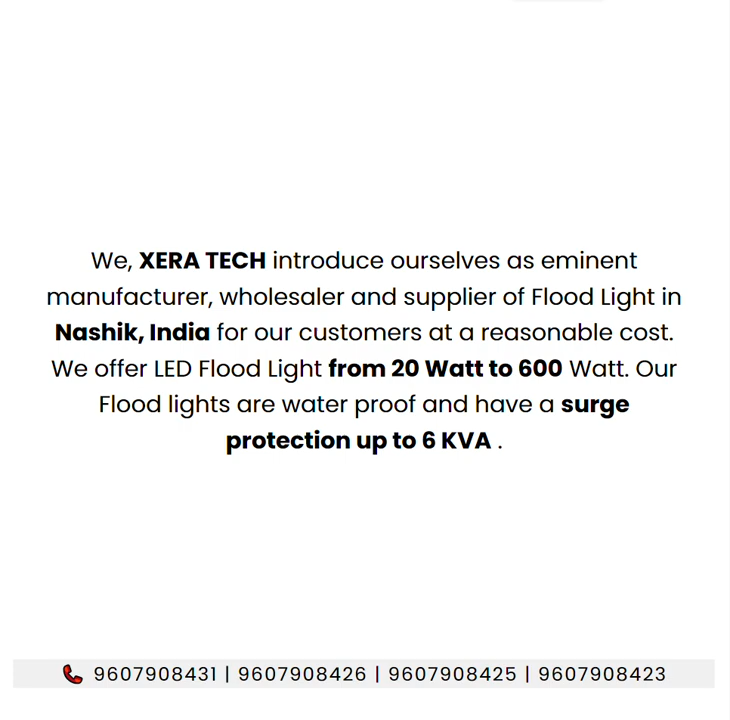 We, XERA TECH introduce ourselves as eminent
manufacturer, wholesaler and supplier of Flood Light in
Nashik, India for our customers at a reasonable cost.
We offer LED Flood Light from 20 Watt to 600 Watt. Our
Flood lights are water proof and have a surge
protection up to 6 KVA .
9607908431 | 9607908426 | 9607908425 | 9607908423